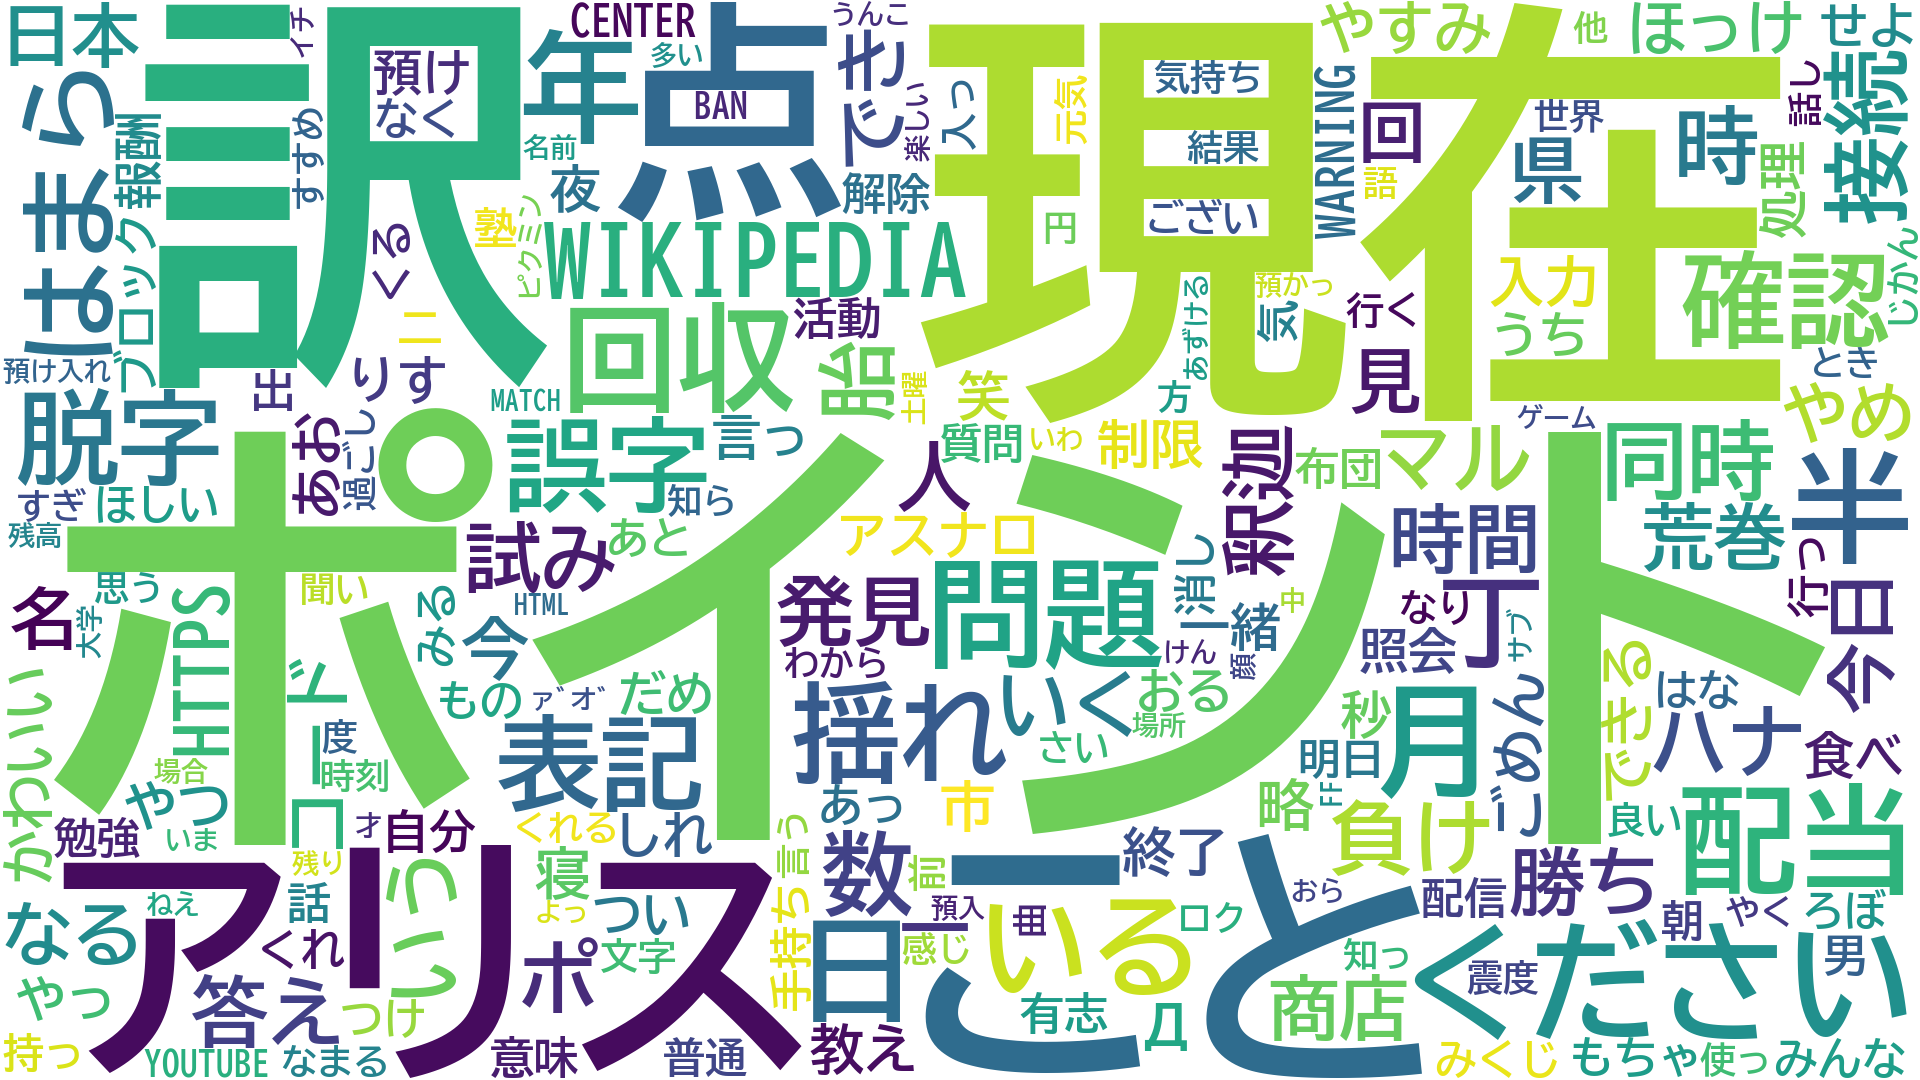 日本
訳
イチ
預け
なく
年
CENTER
多い
点
BAN
うんこ
きで
現在
気持ち
やすみ
他
ほっけ
せよ
はまら
報酬
すすめ
名前
夜
解除
楽しい
入っ
元気
結果
ござい
WARNING
回
語
世界
県
時
話し
処理
接続
ブロック
くる
塾
ピクミン
WIKIPEDIA
円
預かっ
あずける
気
行く
入力
うち
確認
じかん
とき
預け入れ
出
りす
ニ
回収
活動
胎
土曜
笑
方
見
ゲーム
やめ
脱字
あお
過ごし
MATCH
誤字
言っ
質問
いわ
制限
釈迦
布団
マルト
同時
半
すぎ
ほしい
残高
ポイント
知ら
試み
あと
人
アスナロ
時間
荒巻
行っ
今日
名
思う
大学
HTTPS
聞い
みる
今
HTML
発見
わから
問題
消し
一緒
中
けん
顔
なり
照会
丁
サブ
できる
はな
かわいい
ド
度
時刻
もの
ァ゛オ゛
だめ
表記
揺れ
いく
おる
場所
さい
秒
明日
月
ごめん
ハナ
食べ
場合
やつ
いま
勉強
コ
才
自分
くれる
しれ
あっ
市
略
FF
負け
良い
配当
なる
ねえ
残り
話
くれ
アリス
うつ
寝
よっ
つい
言っ
数
前
終了
預入
曲
ロク
おら
配信
勝ち
朝
やく
ろぼ
やっ
答え
つけ
ポ
文字
手持ち
日
感じ
いる
こと
知っ
震度
ください
男
持っ
YOUTUBE
なまる
意味
普通
教え
有志
Д
商店
みくじ
もちゃ
使っ
みんな